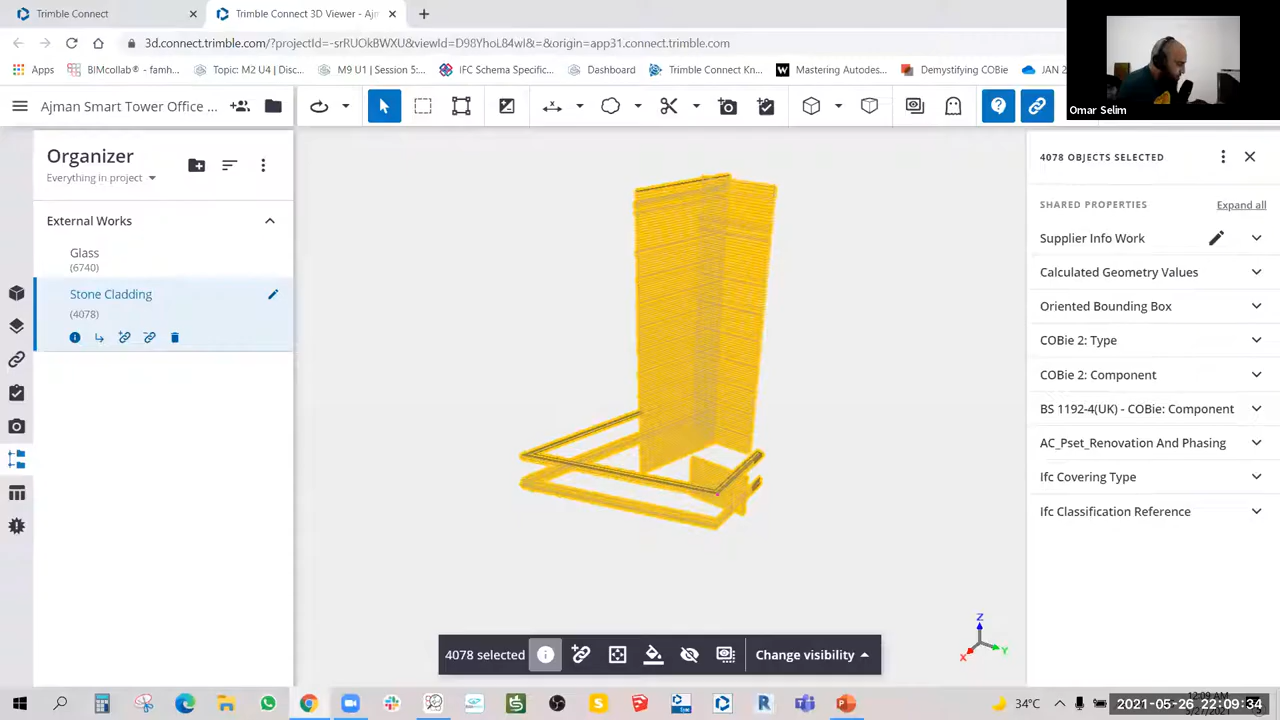 Trimble Connect
Trimble Connect 3D Viewer - Ajm
3d.connect.trimble.com/?projectId=-srRUOkBWXU&viewId=D98YhoL84wI&t=&origin=app31.connect.trimble.com
Apps
BIMcollab® - famh...
Topic: M2 U4 | Disc...
M9 U1 | Session 5:...
IFC Schema Specific...
Dashboard
Trimble Connect Kn...
Mastering Autodes...
Demystifying COBie
JAN 2
Omar Selim
Ajman Smart Tower Office ...
Organizer
Everything in project
External Works
Glass
(6740)
Stone Cladding
(4078)
4078 OBJECTS SELECTED
SHARED PROPERTIES
Expand all
Supplier Info Work
Calculated Geometry Values
Oriented Bounding Box
COBie 2: Type
COBie 2: Component
BS 1192-4(UK) - COBie: Component
AC_Pset_Renovation And Phasing
Ifc Covering Type
Ifc Classification Reference
Z
X
Y
4078 selected
Change visibility
34°C
12:09 AM
2021-05-26 22:09:34